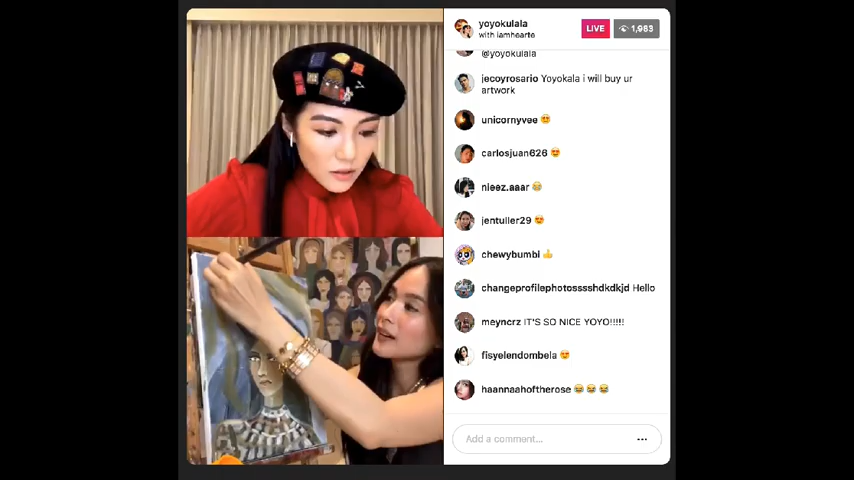 yoyokulala
with iamhearte
LIVE
1,983
@yoyokulala
jecoyrosario Yoyokala i will buy ur
artwork
unicornyvee 😍
carlosjuan626 😍
nieez.aaar 😂
jentuller29 😍
chewybumbi 👍
changeprofilephotosssshdkdkjd Hello
meyncrz IT'S SO NICE YOYO!!!!!
fisyelendombela 😍
haannaahoftherose 😂 😂 😂
Add a comment...